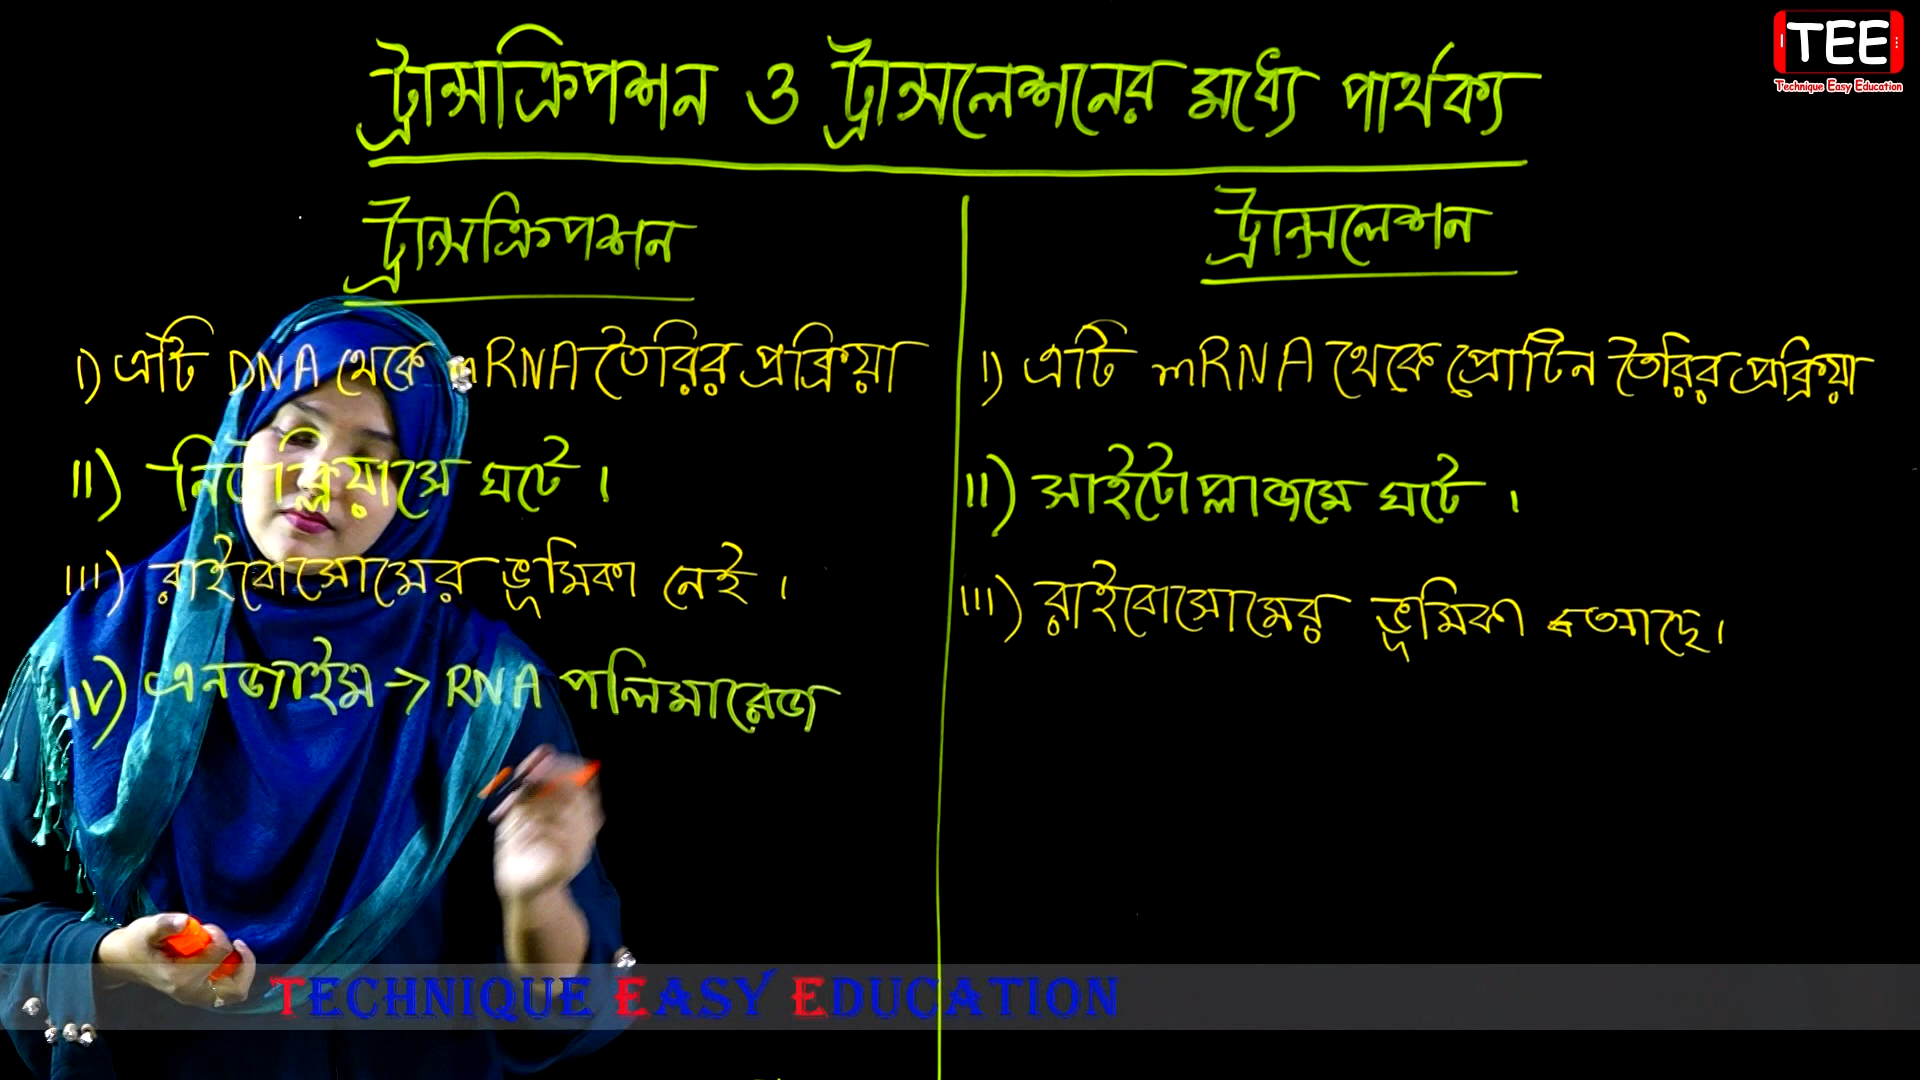 ট্রান্সক্রিপশন ও ট্রান্সলেশনের মধ্যে পার্থক্য
TEE
Technique Easy Education
ট্রান্সক্রিপশন
I) এটি DNA থেকে mRNA তৈরির প্রক্রিয়া
II) নিউক্লিয়াসে ঘটে।
III) রাইবোসোমের ভূমিকা নেই।
IV) এনজাইম → RNA পলিমারেজ
ট্রান্সলেশন
I) এটি mRNA থেকে প্রোটিন তৈরির প্রক্রিয়া
II) সাইটোপ্লাজমে ঘটে।
III) রাইবোসোমের ভূমিকা আছে।
TECHNIQUE EASY EDUCATION